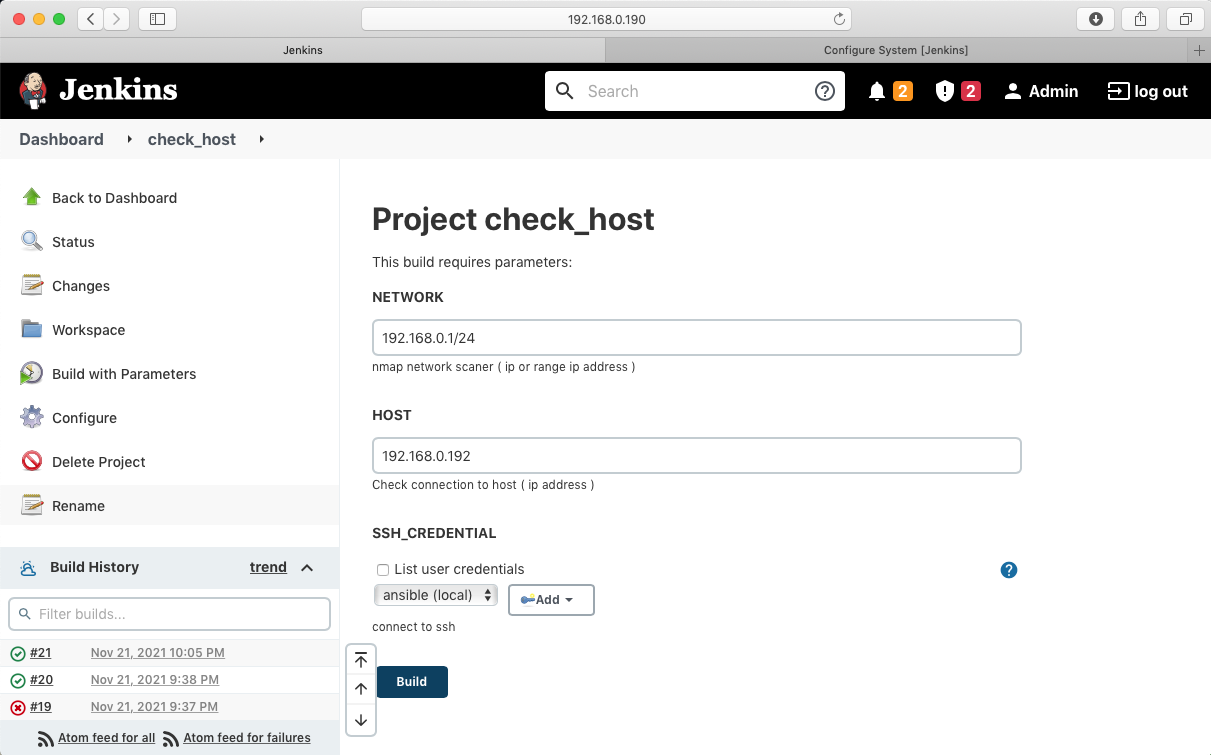 192.168.0.190
Jenkins
Configure System [Jenkins]
Jenkins
Search
2
2
Admin
log out
Dashboard
check_host
Back to Dashboard
Status
Changes
Workspace
Build with Parameters
Configure
Delete Project
Rename
Build History
trend
Filter builds...
#21 Nov 21, 2021 10:05 PM
#20 Nov 21, 2021 9:38 PM
#19 Nov 21, 2021 9:37 PM
Atom feed for all Atom feed for failures
Project check_host
This build requires parameters:
NETWORK
192.168.0.1/24
nmap network scaner ( ip or range ip address )
HOST
192.168.0.192
Check connection to host ( ip address )
SSH_CREDENTIAL
List user credentials
ansible (local)
Add
connect to ssh
Build